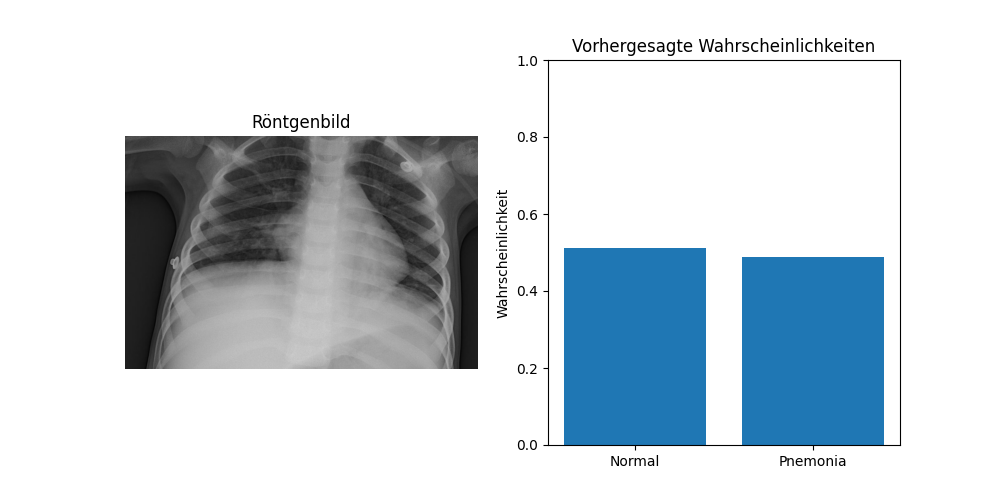 Röntgenbild
Vorhergesagte Wahrscheinlichkeiten
Wahrscheinlichkeit
1.0
0.8
0.6
0.4
0.2
0.0
Normal
Pnemonia